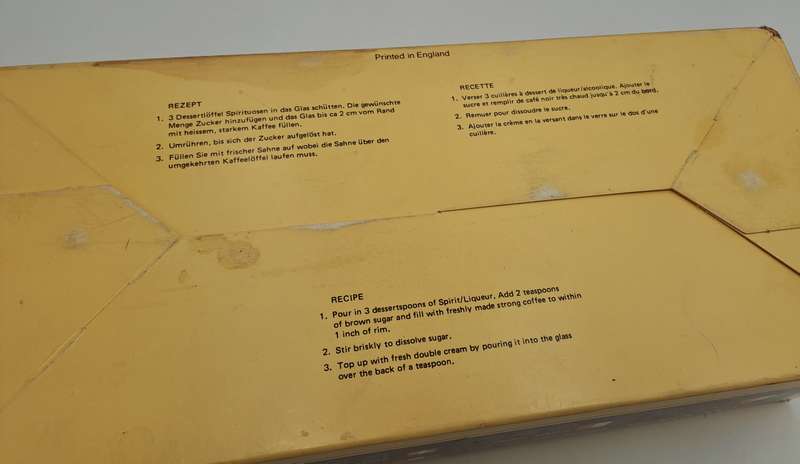 Printed in England
REZEPT
1. 3 Dessertlöffel Spirituosen in das Glas schütten. Die gewünschte
Menge Zucker hinzufügen und das Glas bis ca 2 cm vom Rand
mit heissem, starkem Kaffee füllen.
2. Umrühren, bis sich der Zucker aufgelöst hat.
3. Füllen Sie mit frischer Sahne auf wobei die Sahne über den
umgekehrten Kaffeelöffel laufen muss.
RECETTE
1. Verser 3 cuillères à dessert de liqueur/alcoolique. Ajouter le
sucre et remplir de café noir très chaud jusqu'à 2 cm du bord.
2. Remuer pour dissoudre le sucre.
3. Ajouter la crème en la versant dans le verre sur le dos d'une
cuillère.
RECIPE
1. Pour in 3 dessertspoons of Spirit/Liqueur. Add 2 teaspoons
of brown sugar and fill with freshly made strong coffee to within
1 inch of rim.
2. Stir briskly to dissolve sugar.
3. Top up with fresh double cream by pouring it into the glass
over the back of a teaspoon.